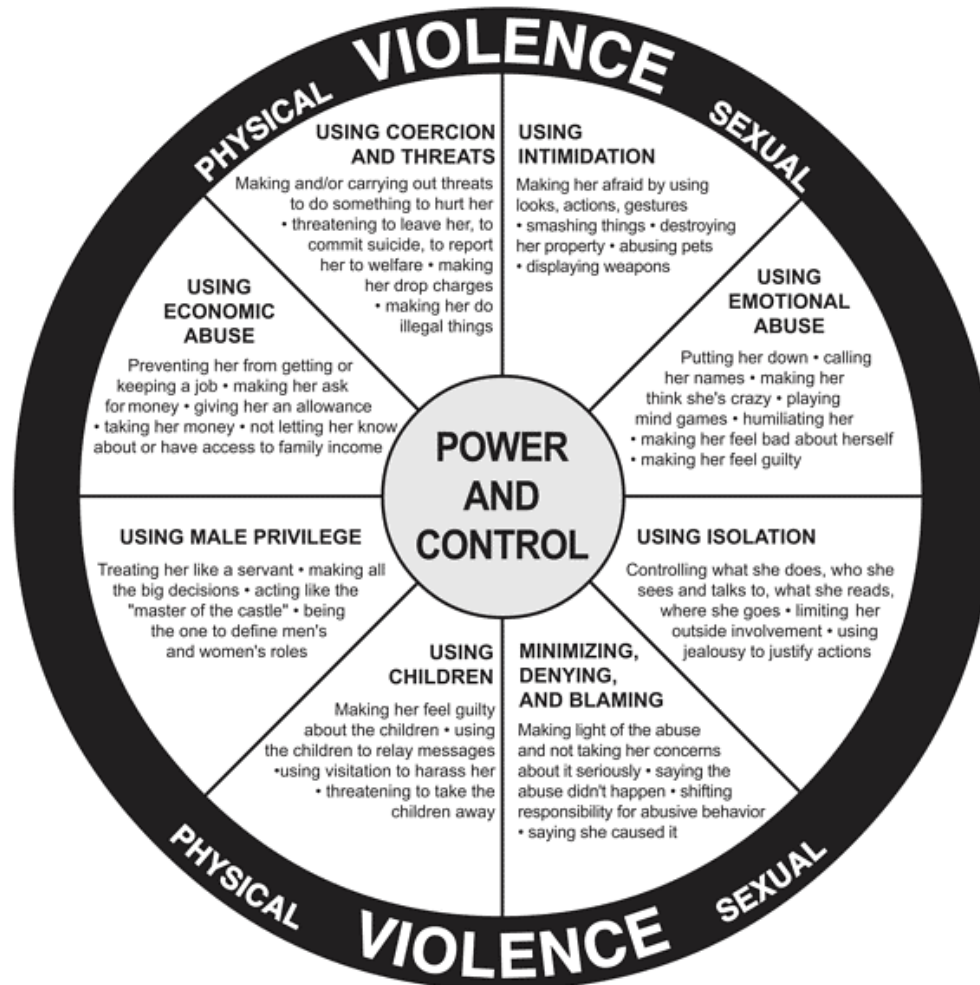 PHYSICAL VIOLENCE SEXUAL
USING COERCION
AND THREATS
Making and/or carrying out threats
to do something to hurt her
• threatening to leave her, to
commit suicide, to report
her to welfare • making
her drop charges
• making her do
illegal things
USING
INTIMIDATION
Making her afraid by using
looks, actions, gestures
• smashing things • destroying
her property • abusing pets
• displaying weapons
USING
EMOTIONAL
ABUSE
Putting her down • calling
her names • making her
think she's crazy • playing
mind games • humiliating her
• making her feel bad about herself
• making her feel guilty
USING ISOLATION
Controlling what she does, who she
sees and talks to, what she reads,
where she goes • limiting her
outside involvement • using
jealousy to justify actions
MINIMIZING,
DENYING,
AND BLAMING
Making light of the abuse
and not taking her concerns
about it seriously • saying the
abuse didn't happen • shifting
responsibility for abusive behavior
• saying she caused it
USING
CHILDREN
Making her feel guilty
about the children • using
the children to relay messages
•using visitation to harass her
• threatening to take the
children away
USING MALE PRIVILEGE
Treating her like a servant • making all
the big decisions • acting like the
"master of the castle" • being
the one to define men's
and women's roles
USING
ECONOMIC
ABUSE
Preventing her from getting or
keeping a job • making her ask
for money • giving her an allowance
• taking her money • not letting her know
about or have access to family income
POWER
AND
CONTROL
PHYSICAL VIOLENCE SEXUAL